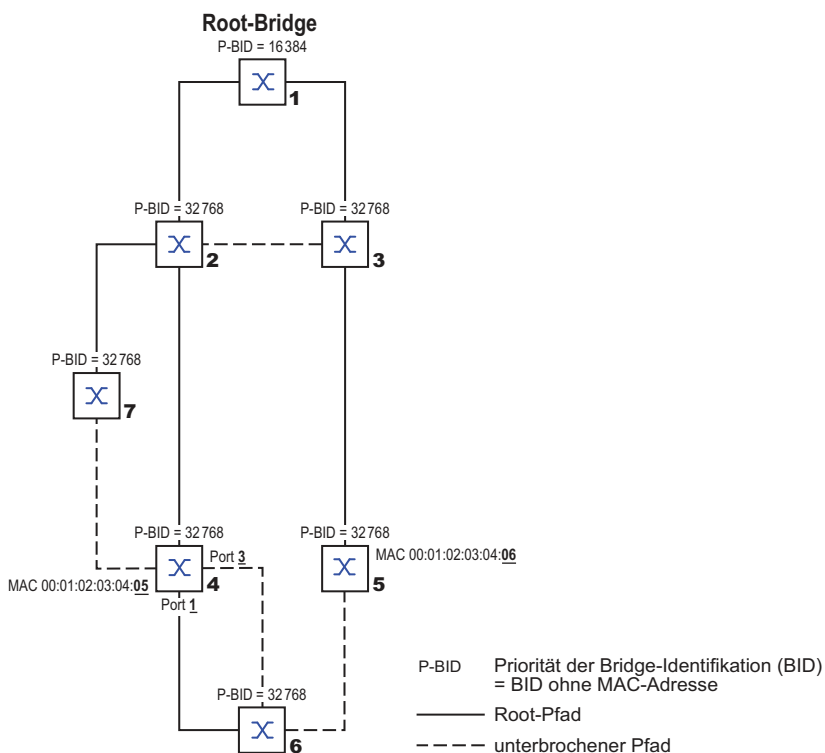 Root-Bridge
P-BID = 16384
1
P-BID = 32768
P-BID = 32768
2
3
P-BID = 32768
7
P-BID = 32768
P-BID = 32768
Port 3
MAC 00:01:02:03:04:06
4
5
MAC 00:01:02:03:04:05
Port 1
P-BID = 32768
6
P-BID Priorität der Bridge-Identifikation (BID)
= BID ohne MAC-Adresse
Root-Pfad
unterbrochener Pfad